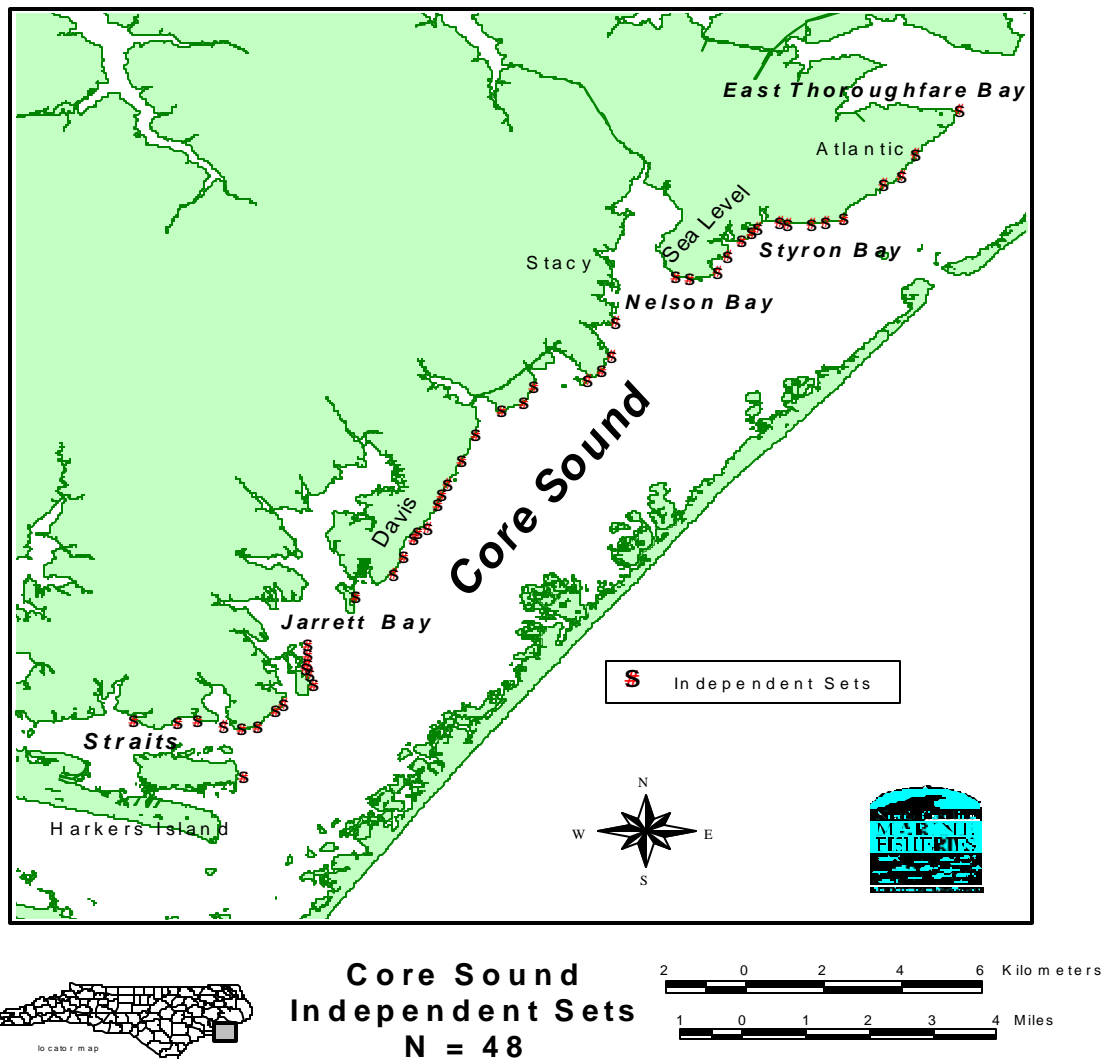 East Thoroughfare Bay
Atlantic
Sea Level
Styron Bay
Stacy
Nelson Bay
Core Sound
Davis
Jarrett Bay
S Independent Sets
Straits
Harkers Island
N
W E
S
MARINE
FISHERIES
Core Sound
Independent Sets
N = 48
locator map
2 0 2 4 6 Kilometers
1 0 1 2 3 4 Miles